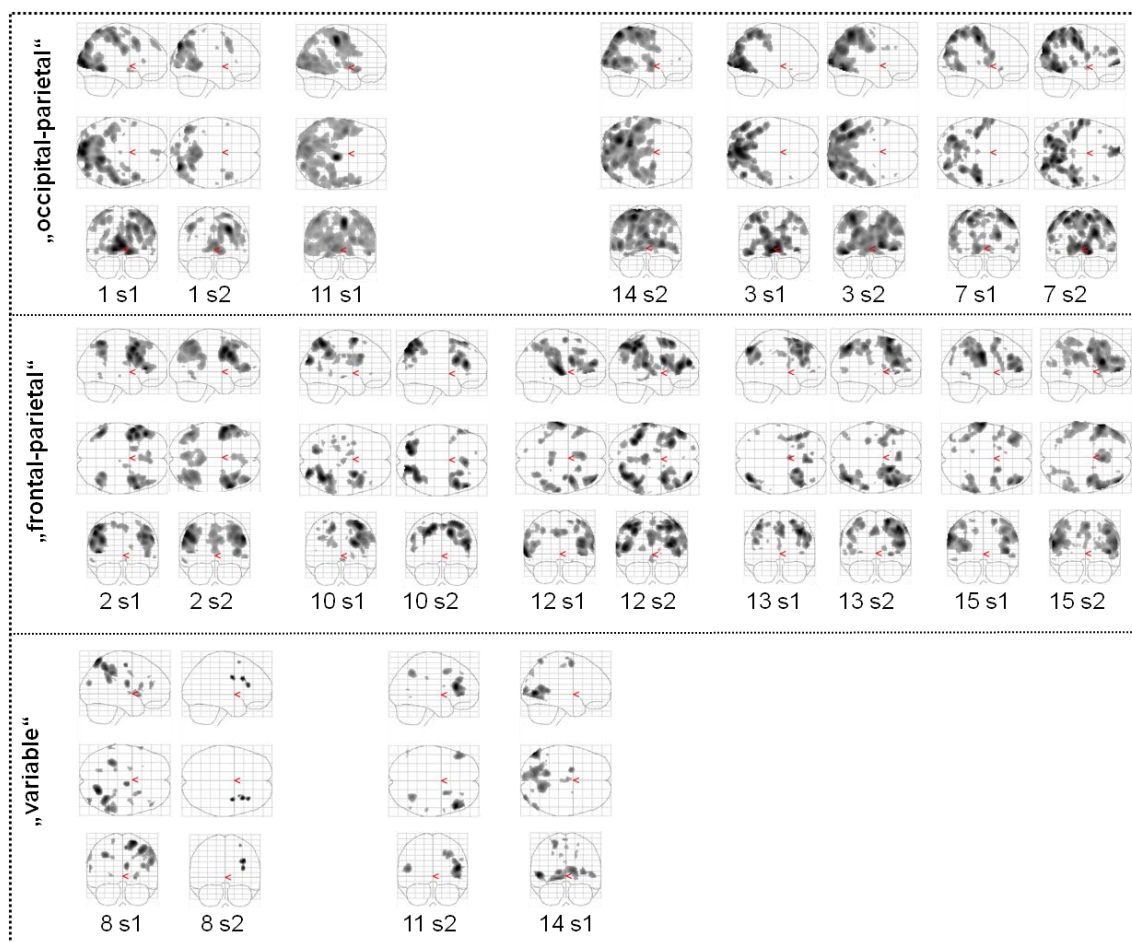 „occipital-parietal“
1 s1 1 s2 11 s1 14 s2 3 s1 3 s2 7 s1 7 s2
„frontal-parietal“
2 s1 2 s2 10 s1 10 s2 12 s1 12 s2 13 s1 13 s2 15 s1 15 s2
„variable“
8 s1 8 s2 11 s2 14 s1